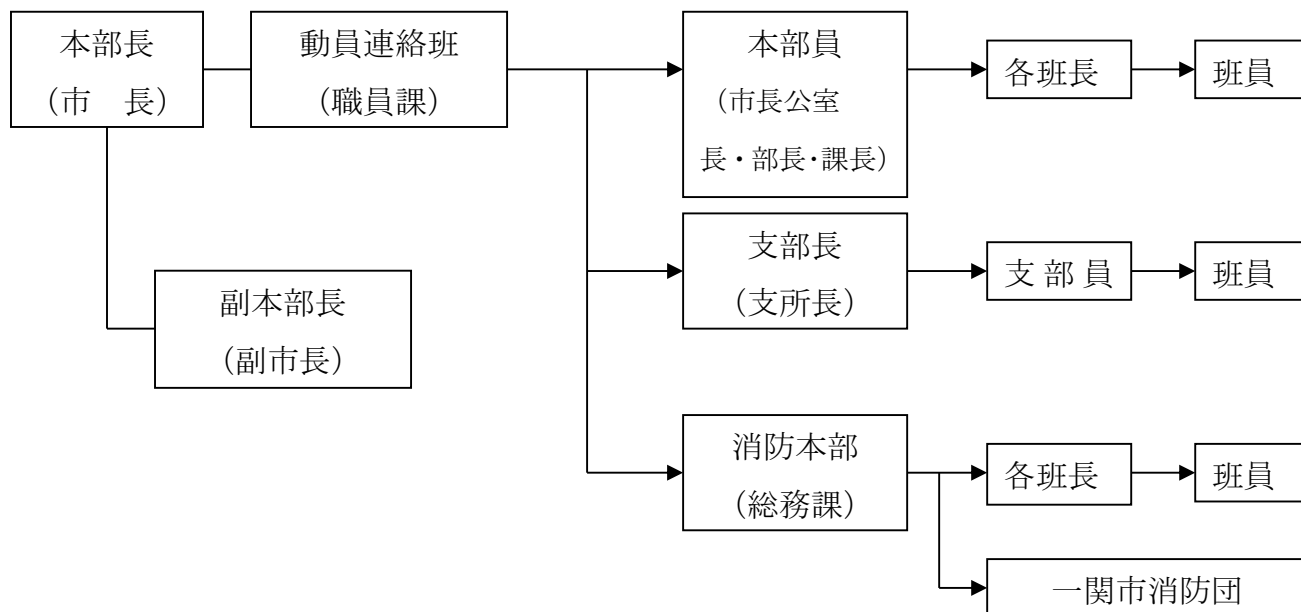 本部長
（市　長）
動員連絡班
（職員課）
本部員
（市長公室
長・部長・課長）
各班長
班員
副本部長
（副市長）
支部長
（支所長）
支 部 員
班員
消防本部
（総務課）
各班長
班員
一関市消防団